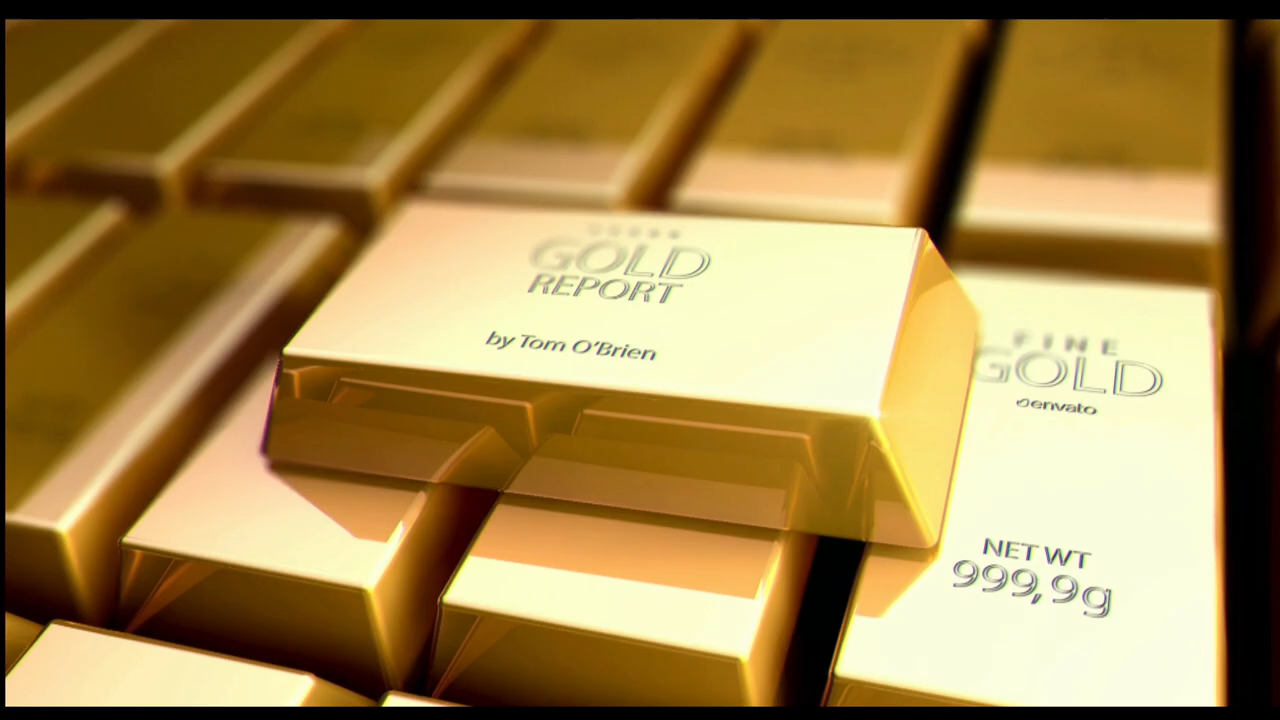 GOLD
REPORT
by Tom O'Brien
FINE
GOLD
envato
NET WT
999,9g